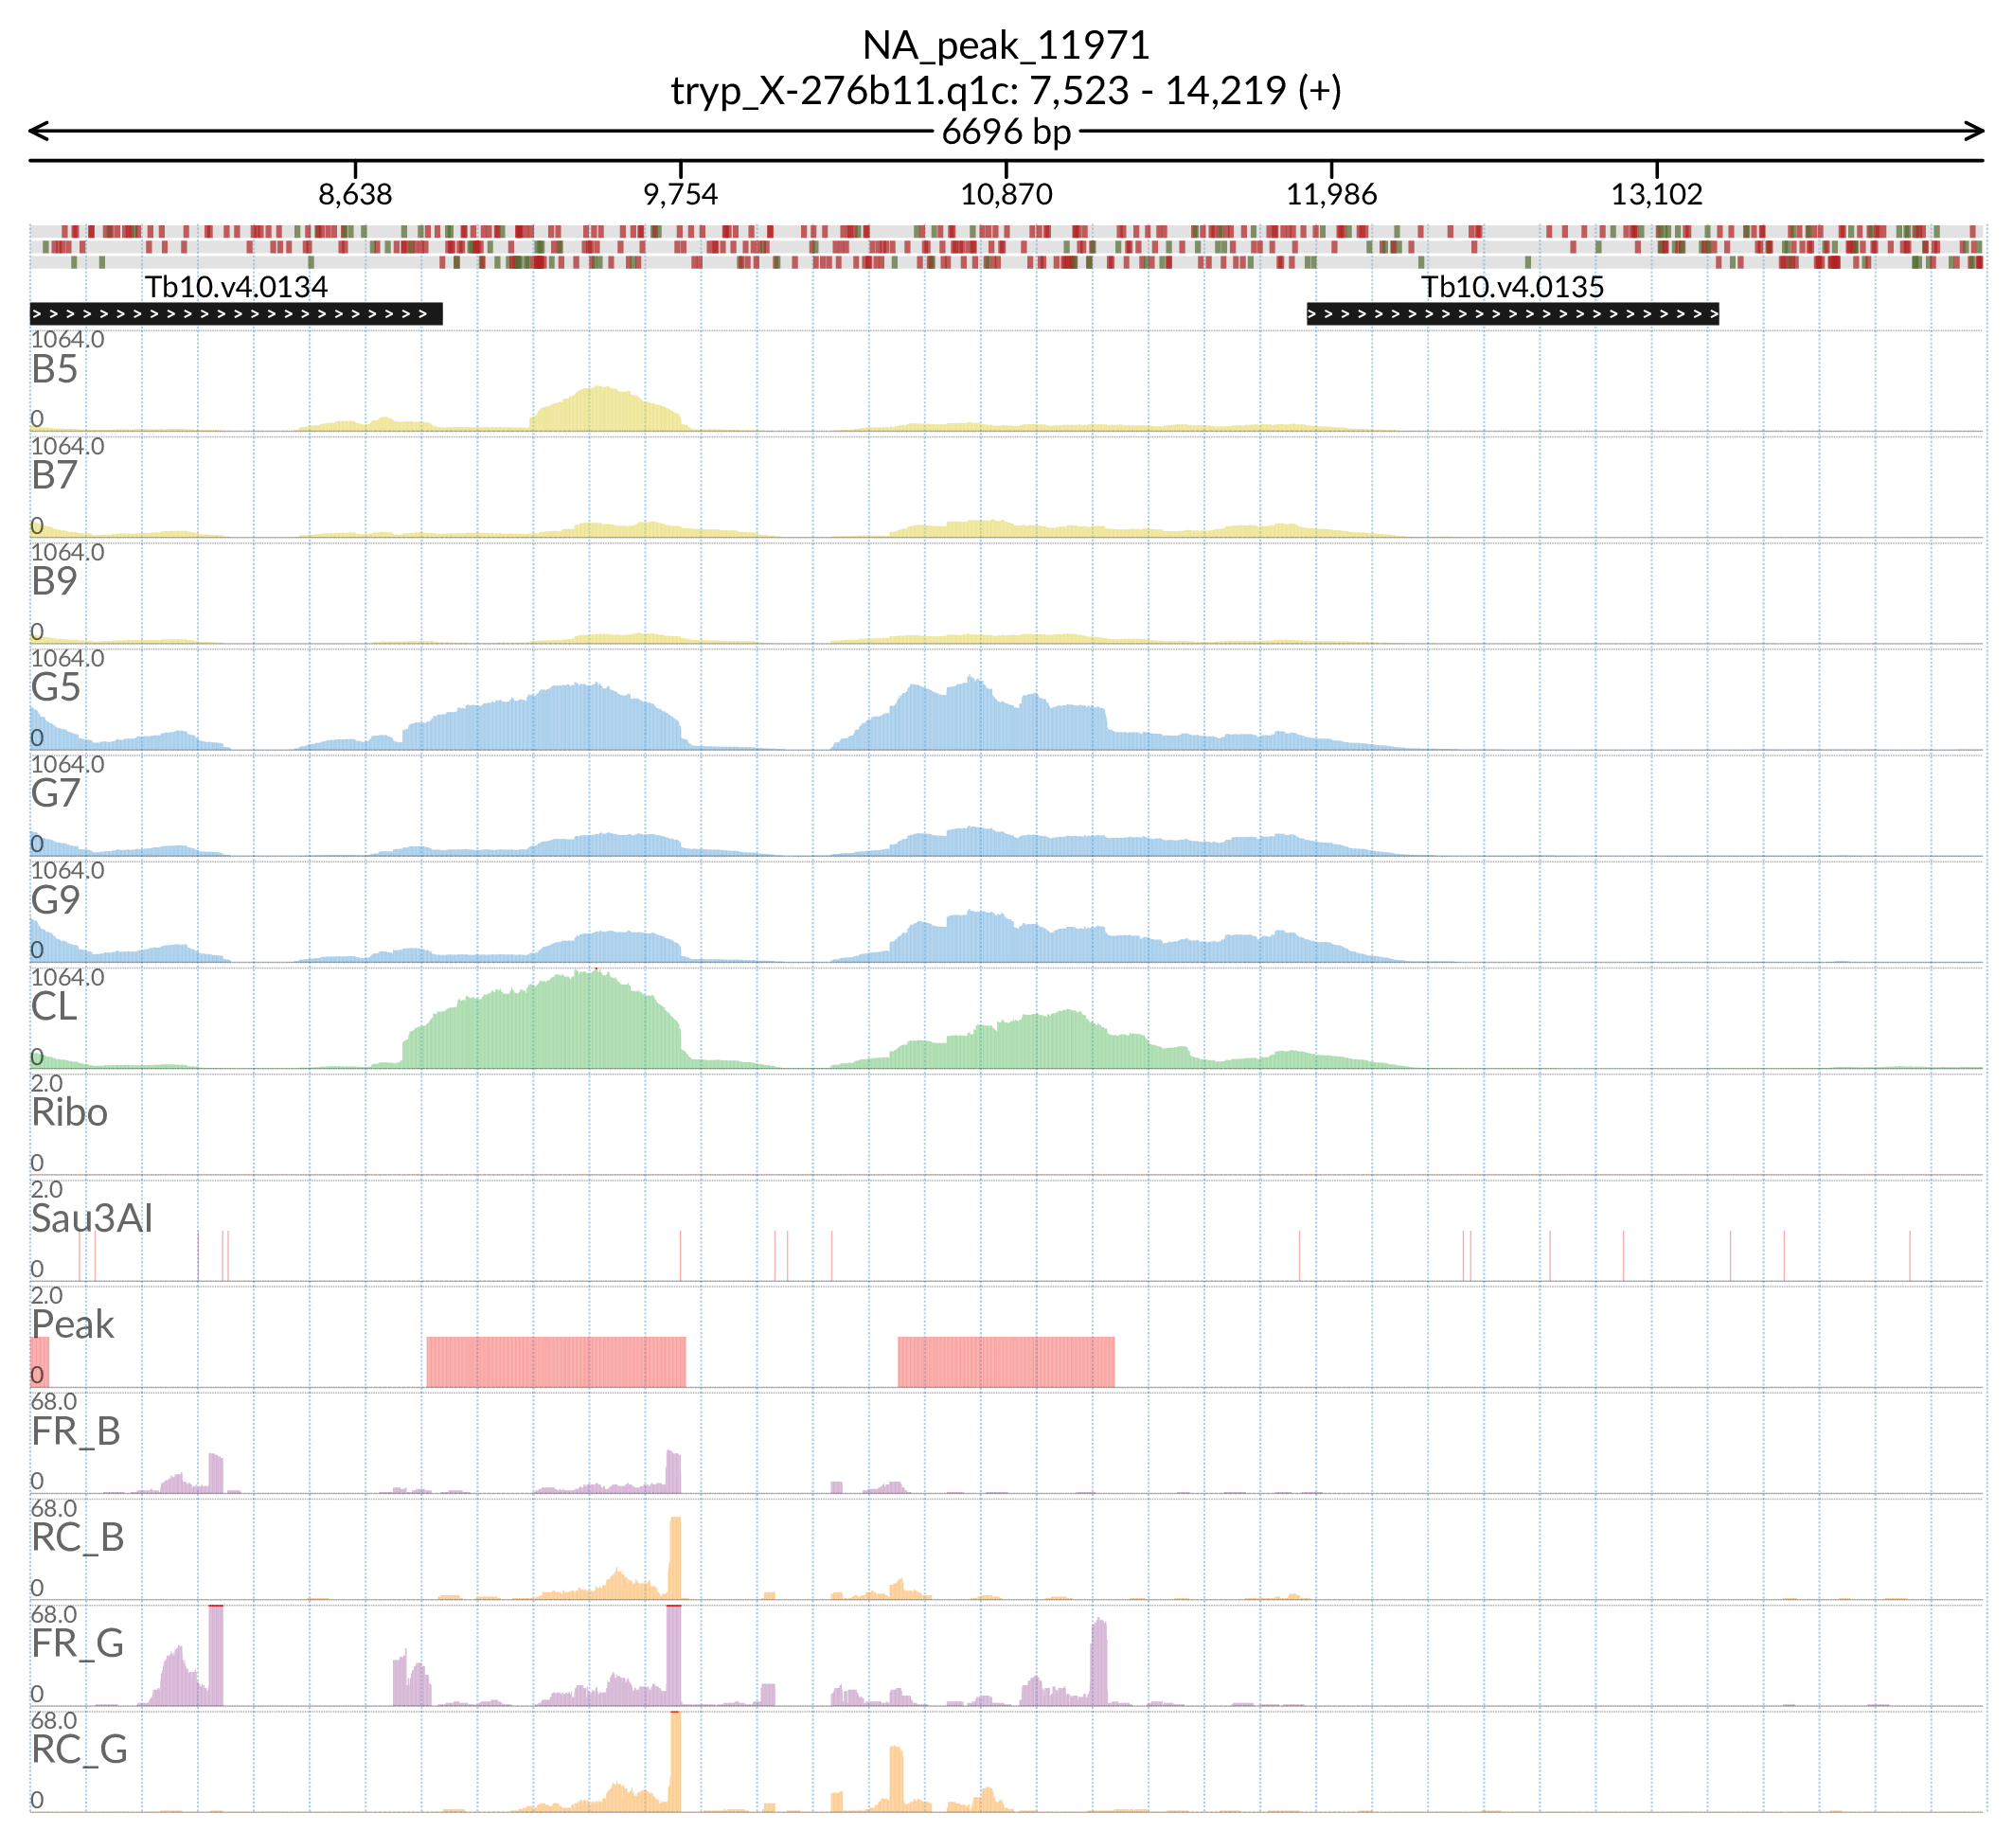 NA_peak_11971
tryp_X-276b11.q1c: 7,523 - 14,219 (+)
6696 bp
8,638 9,754 10,870 11,986 13,102
Tb10.v4.0134 Tb10.v4.0135
1064.0
B5
0
1064.0
B7
0
1064.0
B9
0
1064.0
G5
0
1064.0
G7
0
1064.0
G9
0
1064.0
CL
0
2.0
Ribo
0
2.0
Sau3AI
0
2.0
Peak
0
68.0
FR_B
0
68.0
RC_B
0
68.0
FR_G
0
68.0
RC_G
0